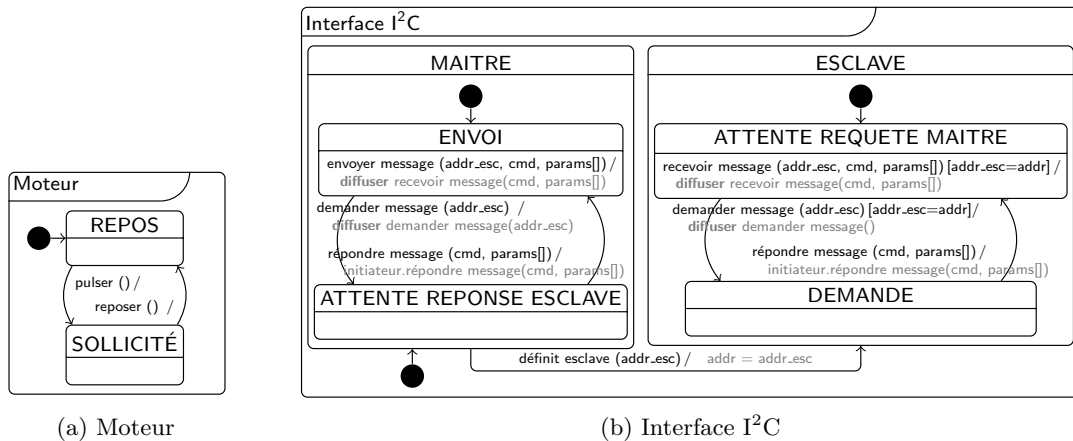 Moteur
REPOS
pulser () /
reposer () /
SOLLICITÉ
(a) Moteur
Interface I²C
MAITRE
ENVOI
envoyer message (addr_esc, cmd, params[]) /
diffuser recevoir message(cmd, params[])
demander message (addr_esc) /
diffuser demander message(addr_esc)
répondre message (cmd, params[]) /
initiateur.répondre message(cmd, params[])
ATTENTE REPONSE ESCLAVE
ESCLAVE
ATTENTE REQUETE MAITRE
recevoir message (addr_esc, cmd, params[]) [addr_esc=addr] /
diffuser recevoir message(cmd, params[])
demander message (addr_esc) [addr_esc=addr]/
diffuser demander message()
répondre message (cmd, params[]) /
initiateur.répondre message(cmd, params[])
DEMANDE
définit esclave (addr_esc) / addr = addr_esc
(b) Interface I²C